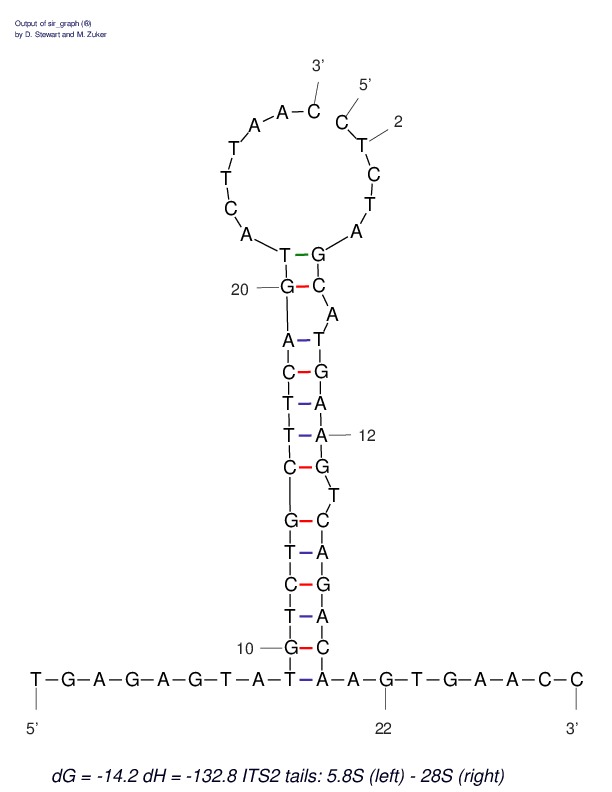 Output of sir_graph (®)
by D. Stewart and M. Zuker
3’
5’
A A C C
2
A T
T C
T T
C A
A
T G
20 G C
A
A T
C G
T A
T A 12
C G
T
G C
T A
C G
T A
10 G C
T G A G A G T A T A A G T G A A C C
5’ 22 3’
dG = -14.2 dH = -132.8 ITS2 tails: 5.8S (left) - 28S (right)